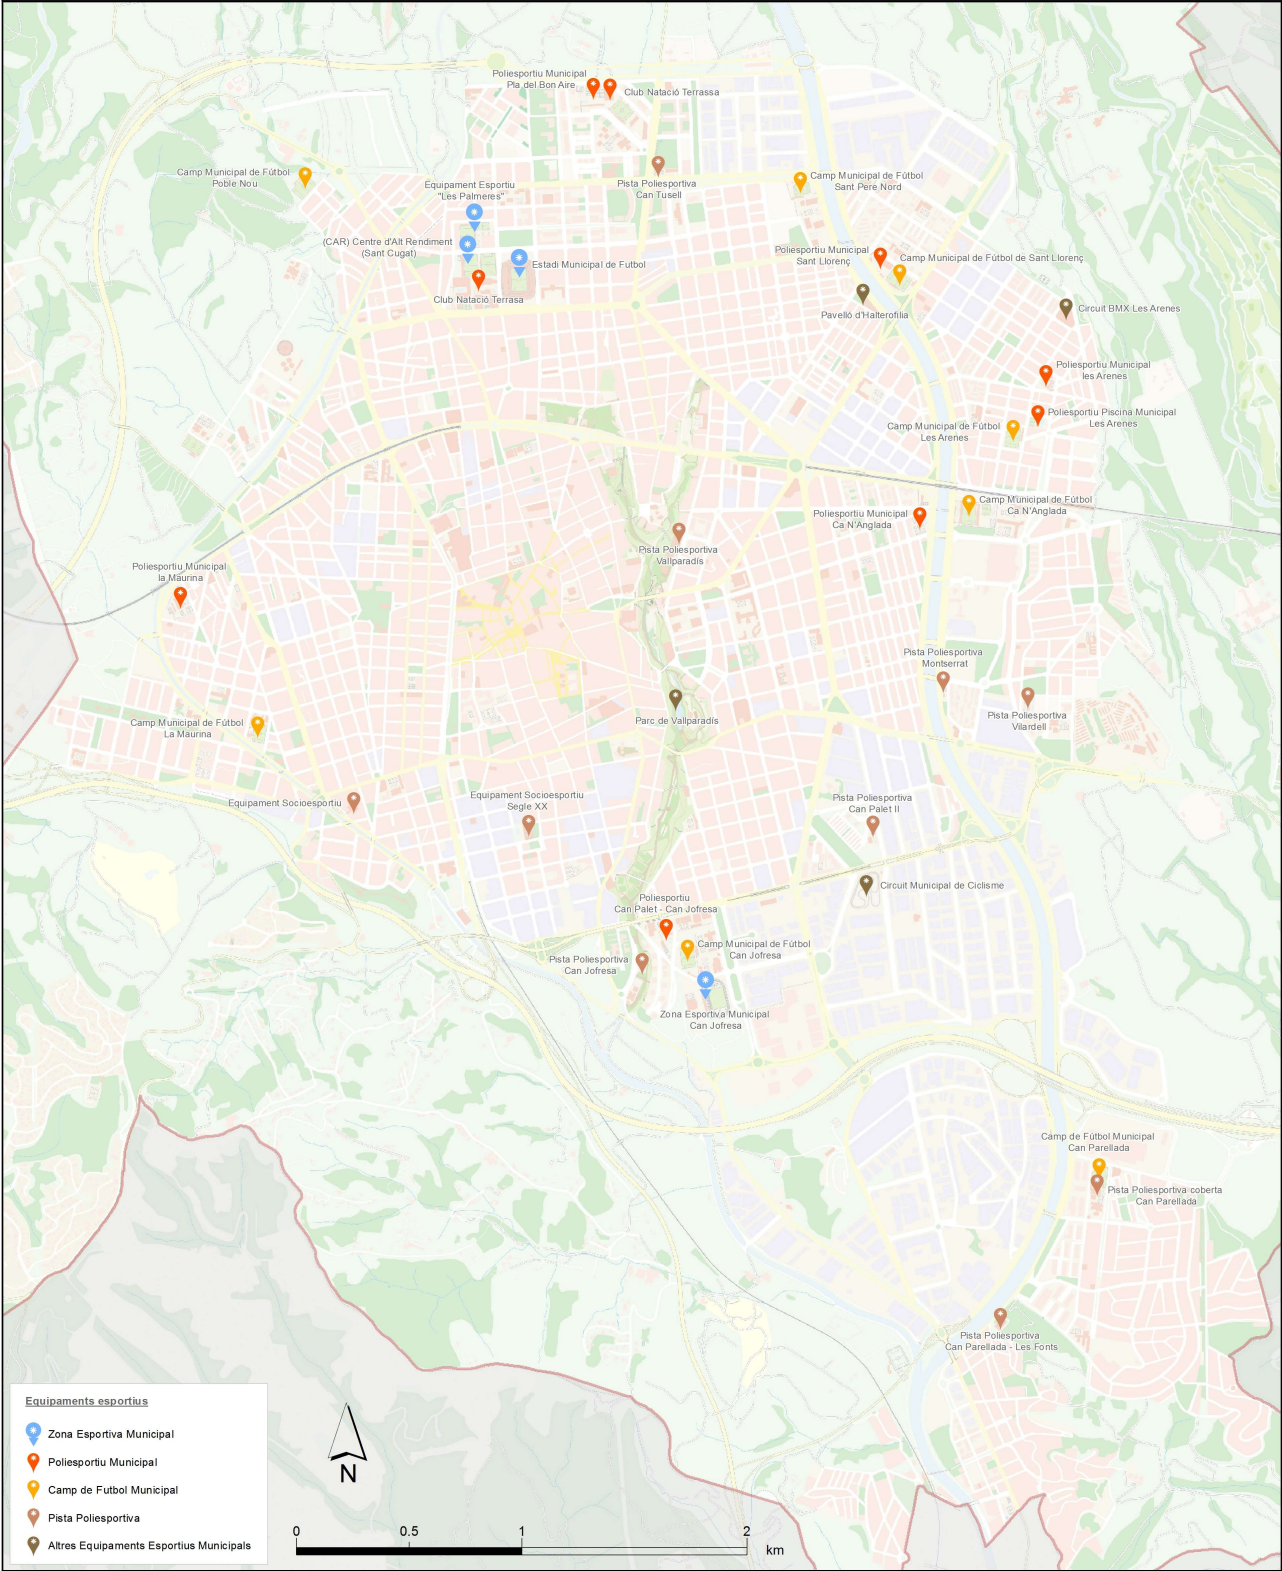 Poliesportiu Municipal
Pla del Bon Aire
Club Natació Terrassa
Camp Municipal de Fútbol
Poble Nou
Equipament Esportiu
"Les Palmeres"
Pista Poliesportiva
Can Tusell
Camp Municipal de Fútbol
Sant Pere Nord
(CAR) Centre d'Alt Rendiment
(Sant Cugat)
Estadi Municipal de Futbol
Club Natació Terrasa
Poliesportiu Municipal
Sant Llorenç
Camp Municipal de Fútbol de Sant Llorenç
Pavelló d'Halterofilia
Circuit BMX Les Arenes
Poliesportiu Municipal
les Arenes
Poliesportiu Piscina Municipal
Les Arenes
Camp Municipal de Fútbol
Les Arenes
Camp Municipal de Fútbol
Ca N'Anglada
Poliesportiu Municipal
Ca N'Anglada
Pista Poliesportiva
Vallparadís
Poliesportiu Municipal
la Maurina
Pista Poliesportiva
Montserrat
Pista Poliesportiva
Vilardell
Parc de Vallparadís
Camp Municipal de Fútbol
La Maurina
Equipament Socioesportiu
Equipament Socioesportiu
Segle XX
Pista Poliesportiva
Can Palet II
Circuit Municipal de Ciclisme
Poliesportiu
Can Palet - Can Jofresa
Camp Municipal de Fútbol
Can Jofresa
Pista Poliesportiva
Can Jofresa
Zona Esportiva Municipal
Can Jofresa
Camp de Fútbol Municipal
Can Parellada
Pista Poliesportiva coberta
Can Parellada
Pista Poliesportiva
Can Parellada - Les Fonts
Equipaments esportius
Zona Esportiva Municipal
Poliesportiu Municipal
Camp de Futbol Municipal
Pista Poliesportiva
Altres Equipaments Esportius Municipals
N
0 0.5 1 2
km